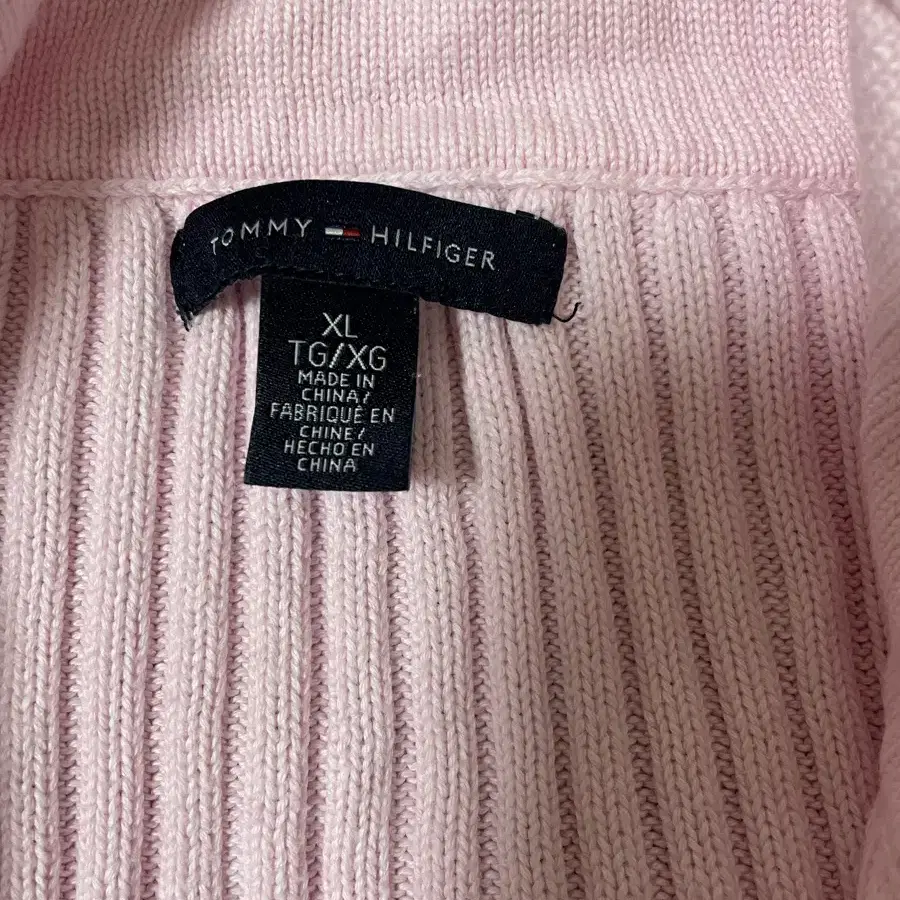 TOMMY HILFIGER
XL
TG/XG
MADE IN
CHINA/
FABRIQUÉ EN
CHINE/
HECHO EN
CHINA